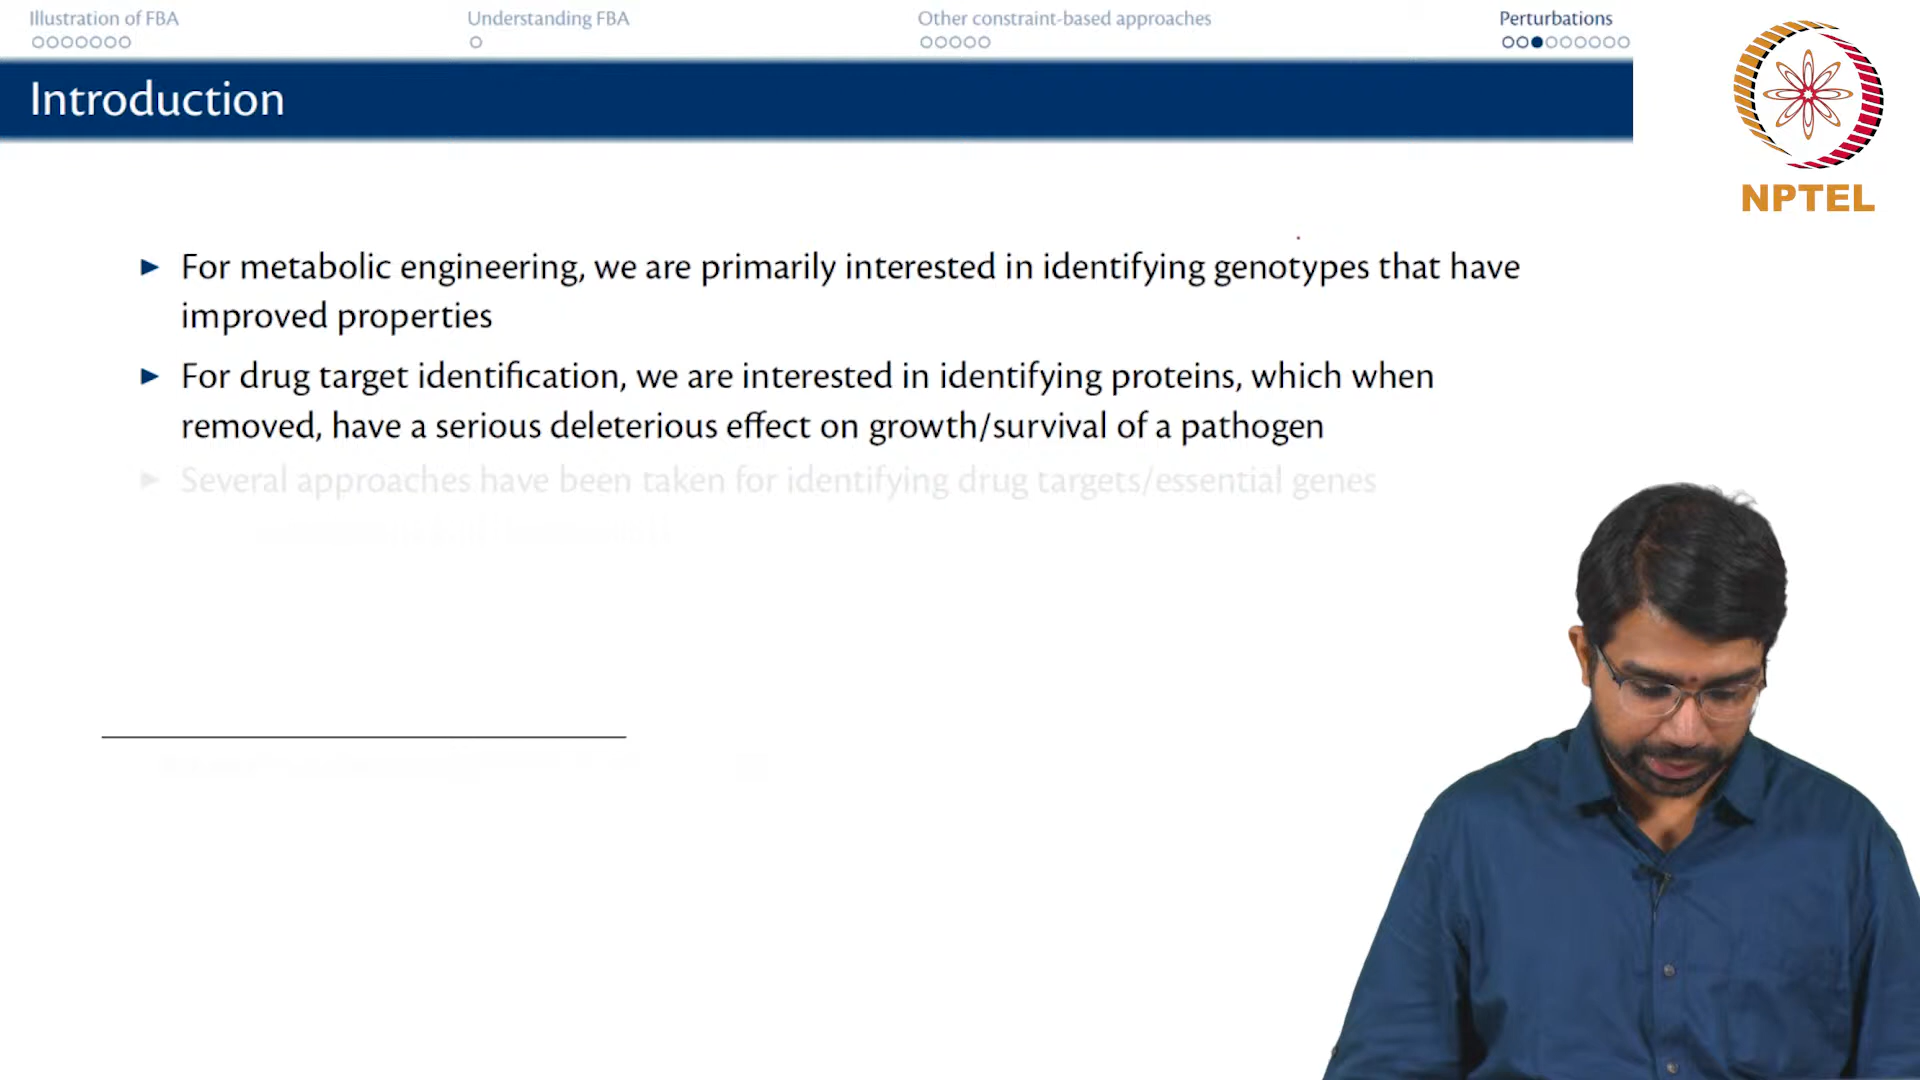 Illustration of FBA
Understanding FBA
Other constraint-based approaches
Perturbations
Introduction
NPTEL
For metabolic engineering, we are primarily interested in identifying genotypes that have
improved properties
For drug target identification, we are interested in identifying proteins, which when
removed, have a serious deleterious effect on growth/survival of a pathogen
Several approaches have been taken for identifying drug targets/essential genes